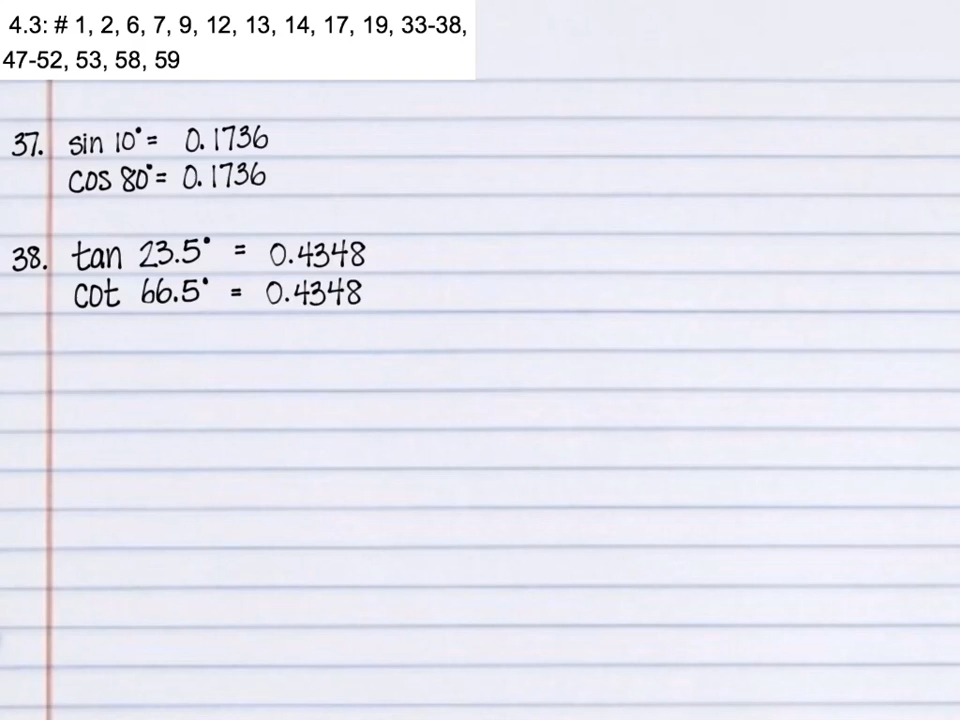 4.3: # 1, 2, 6, 7, 9, 12, 13, 14, 17, 19, 33-38,
47-52, 53, 58, 59
37. sin 10° = 0.1736
cos 80° = 0.1736
38. tan 23.5° = 0.4348
cot 66.5° = 0.4348